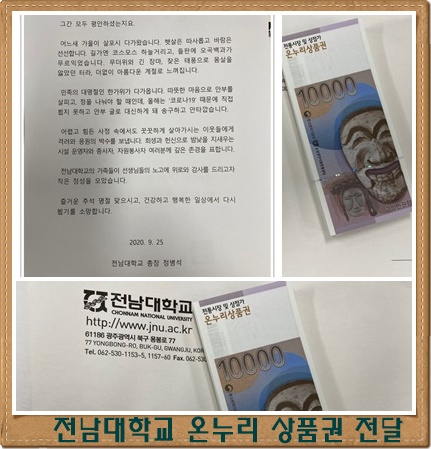 그간 모두 평안하셨는지요.
어느새 가을이 살포시 다가왔습니다. 햇살은 따사롭고 바람은
선선합니다. 길가엔 코스모스 하늘거리고, 들판에 오곡백과가
무르익었습니다. 무더위와 긴 장마, 잦은 태풍으로 몸살을
앓았던 터라, 더없이 아름다운 계절로 느껴집니다.
민족의 대명절인 한가위가 다가옵니다. 따뜻한 마음으로 안부를
살피고, 정을 나눠야 할 때인데, 올해는 '코로나19' 때문에 직접
뵙지 못하고 안부 글로 대신하게 돼 송구하고 안타깝습니다.
어렵고 힘든 사정 속에서도 꿋꿋하게 살아가시는 이웃들에게
격려와 응원의 박수를 보냅니다. 희생과 헌신으로 밤낮을 지새우는
시설 운영자와 종사자, 자원봉사자 여러분께 깊은 존경을 표합니다.
전남대학교의 가족들이 선생님들의 노고에 위로와 감사를 드리고자
작은 정성을 모았습니다.
즐거운 추석 명절 맞으시고, 건강하고 행복한 일상에서 다시
뵙기를 소망합니다.
2020. 9. 25
전남대학교 총장 정병석
전통시장 및 상점가
온누리상품권
10000
전남대학교
CHONNAM NATIONAL UNIVERSITY
http://www.jnu.ac.kr
61186 광주광역시 북구 용봉로 77
77 YONGBONG-RO, BUK-GU, GWANGJU, KOR
Tel. 062-530-1153~5, 1157~60 Fax. 062-53
전통시장 및 상점가
온누리상품권
10000
전남대학교 온누리 상품권 전달